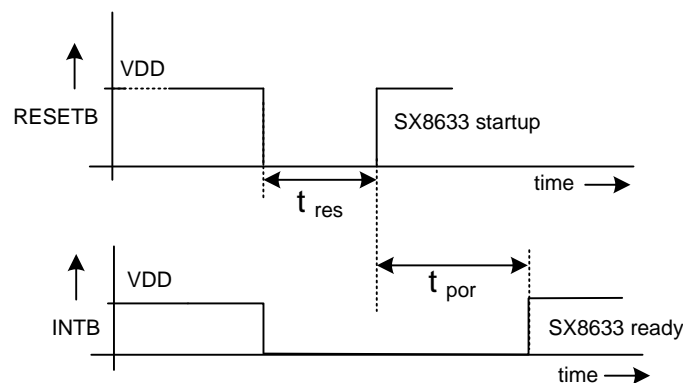 VDD
RESETB
SX8633 startup
time
t res
VDD
t por
INTB
SX8633 ready
time